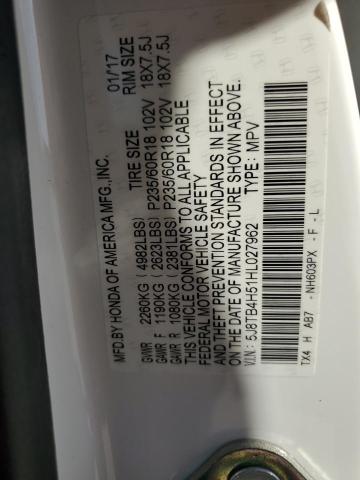 MFD.BY HONDA OF AMERICA MFG.,INC. 01/17
TIRE SIZE RIM SIZE
GVWR 2260KG (4982LBS)
GAWR F 1190KG (2623LBS) P235/60R18 102V 18X7.5J
GAWR R 1080KG (2381LBS) P235/60R18 102V 18X7.5J
THIS VEHICLE CONFORMS TO ALL APPLICABLE
FEDERAL MOTOR VEHICLE SAFETY
AND THEFT PREVENTION STANDARDS IN EFFECT
ON THE DATE OF MANUFACTURE SHOWN ABOVE.
V.I.N.: 5J8TB4H51HL027962 TYPE: MPV
TX4 H AB7 - NH603PX - F - L